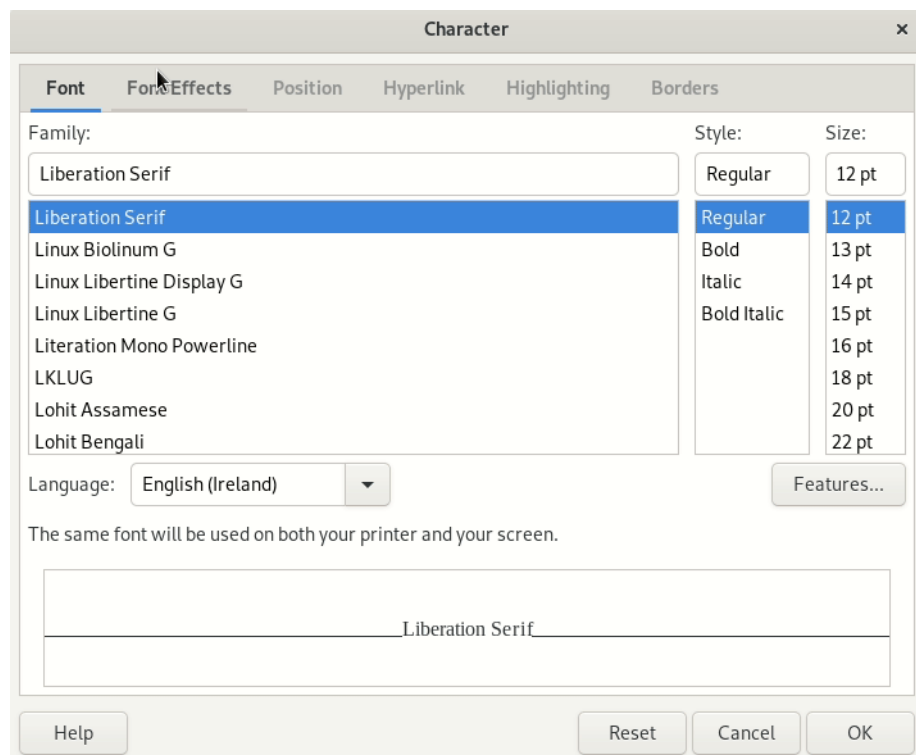 Character ×
Font Font Effects Position Hyperlink Highlighting Borders
Family: Style: Size:
Liberation Serif Regular 12 pt
Liberation Serif Regular 12 pt
Linux Biolinum G Bold 13 pt
Linux Libertine Display G Italic 14 pt
Linux Libertine G Bold Italic 15 pt
Literation Mono Powerline 16 pt
LKLUG 18 pt
Lohit Assamese 20 pt
Lohit Bengali 22 pt
Language: English (Ireland) Features...
The same font will be used on both your printer and your screen.
Liberation Serif
Help Reset Cancel OK